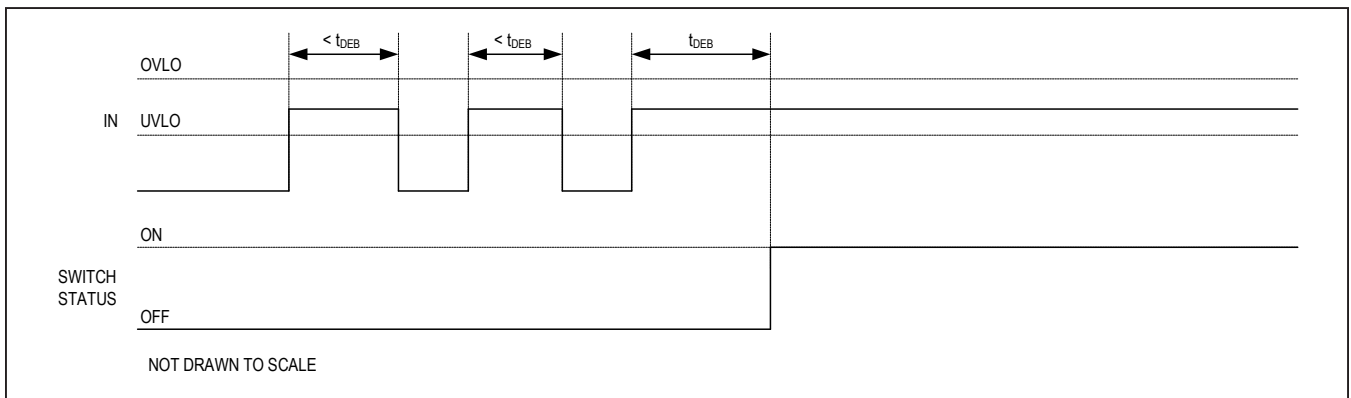 < tDEB < tDEB tDEB
OVLO
IN UVLO
ON
SWITCH
STATUS
OFF
NOT DRAWN TO SCALE